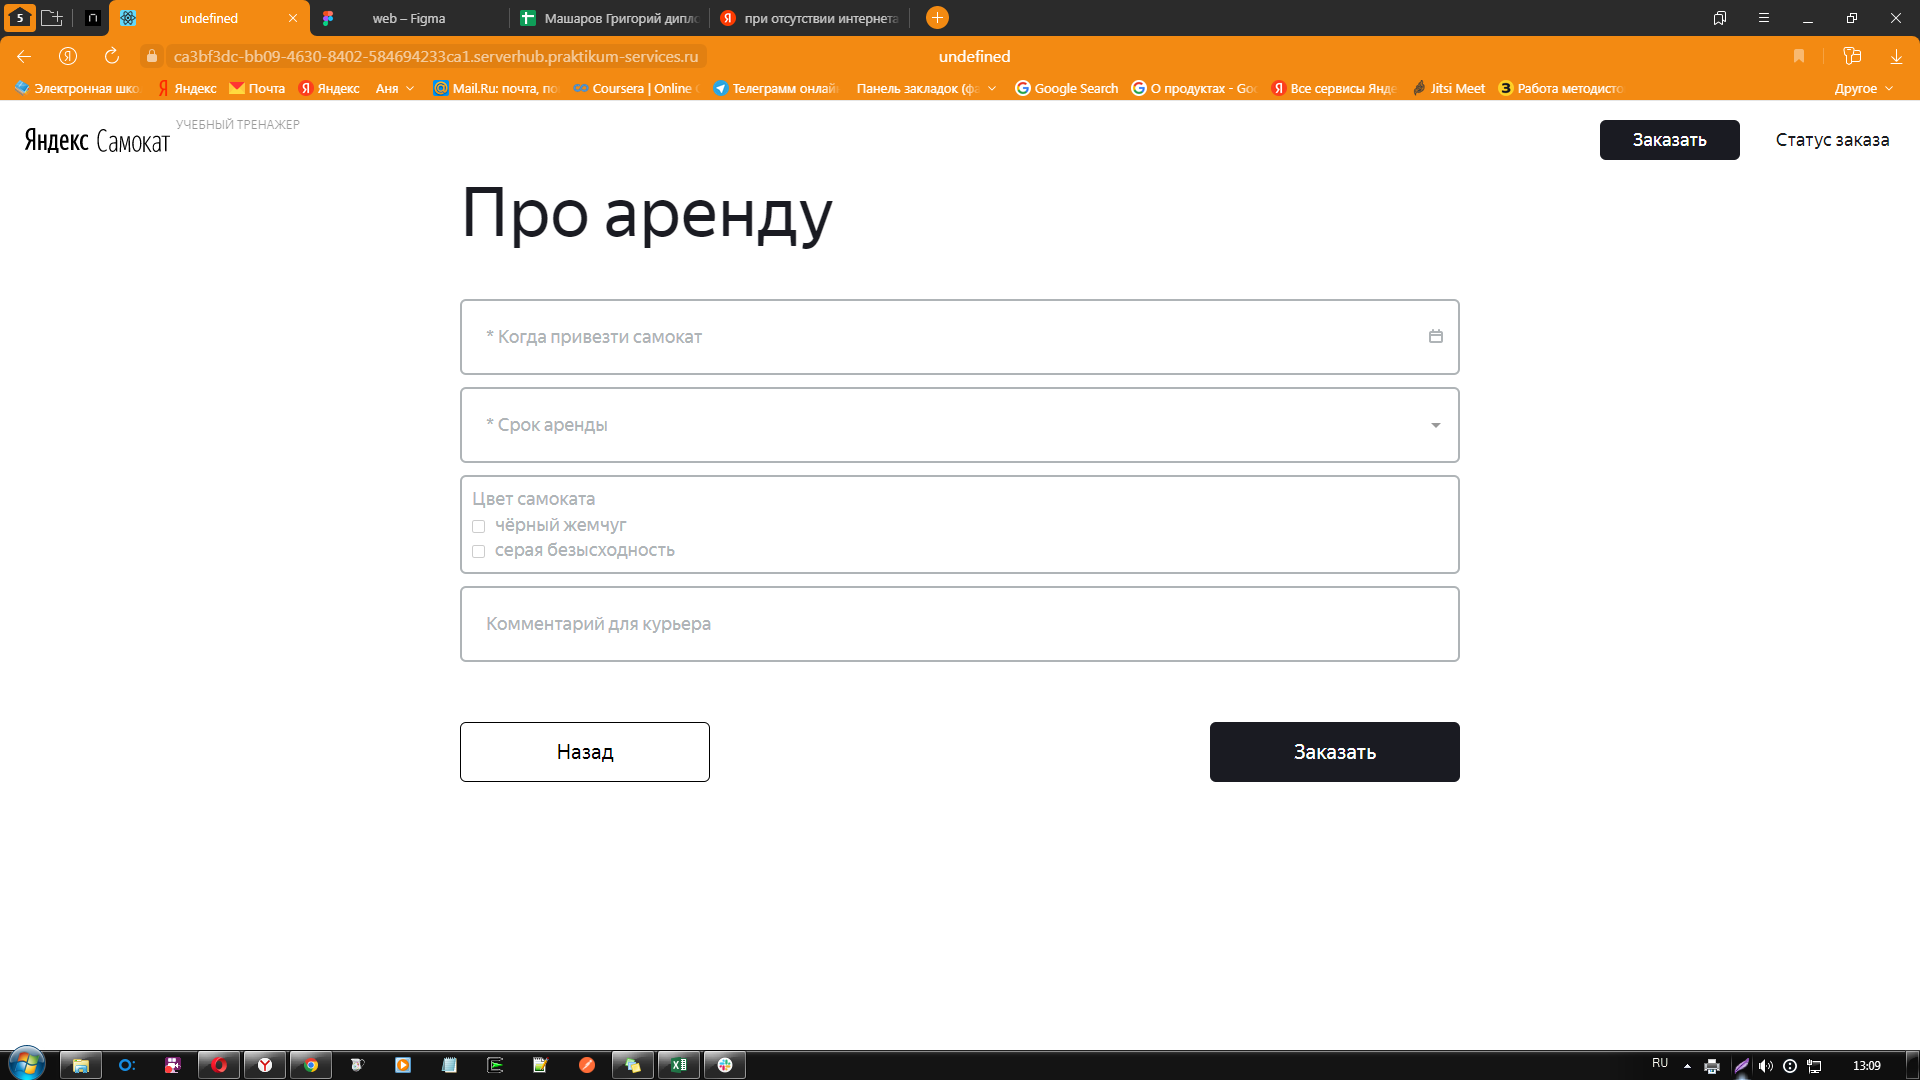 5
undefined
web – Figma
Машаров Григорий дипло
при отсутствии интернета
ca3bf3dc-bb09-4630-8402-584694233ca1.serverhub.praktikum-services.ru
undefined
Электронная шко
Яндекс
Почта
Яндекс
Аня
Mail.Ru: почта, по
Coursera | Online
Телеграмм онлай
Панель закладок (фа
Google Search
О продуктах - Goo
Все сервисы Янде
Jitsi Meet
Работа методисто
Другое
Яндекс Самокат
УЧЕБНЫЙ ТРЕНАЖЕР
Заказать
Статус заказа
Про аренду
* Когда привезти самокат
* Срок аренды
Цвет самоката
чёрный жемчуг
серая безысходность
Комментарий для курьера
Назад
Заказать
RU
13:09